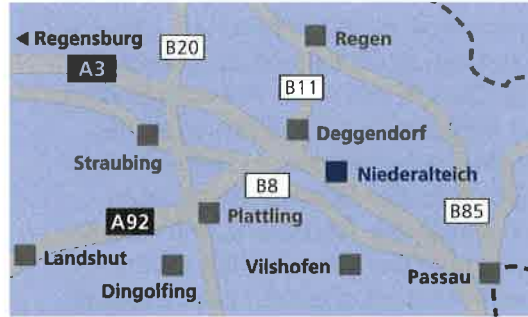 ◄ Regensburg
B20
Regen
A3
B11
Deggendorf
Straubing
Niederalteich
B8
B85
A92
Plattling
Landshut
Vilshofen
Passau
Dingolfing